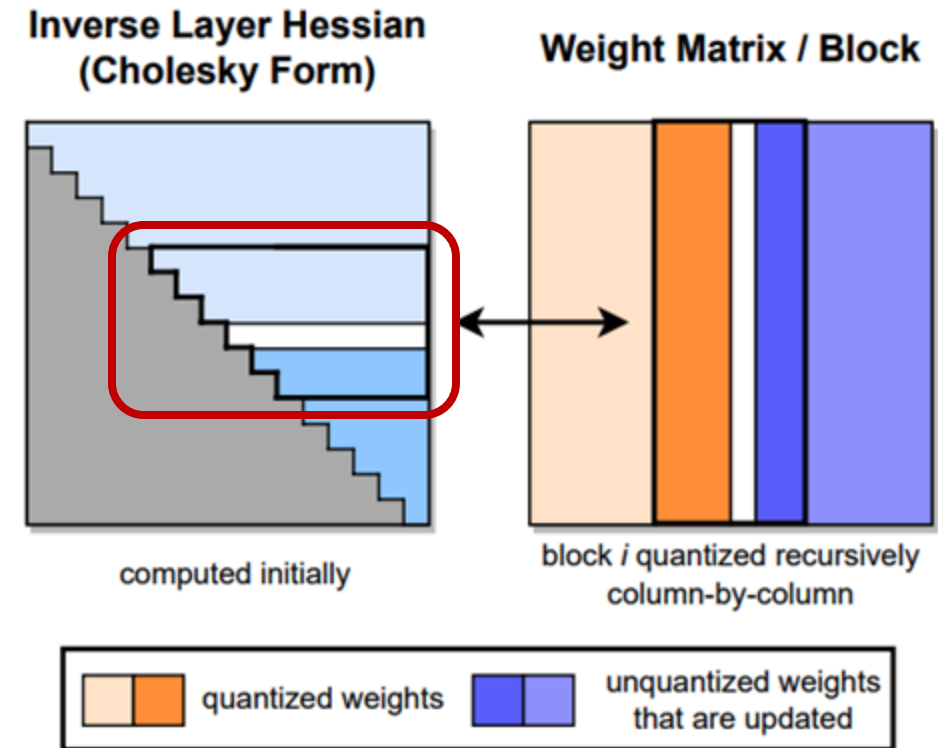 Inverse Layer Hessian
(Cholesky Form)
Weight Matrix / Block
computed initially
block i quantized recursively
column-by-column
quantized weights
unquantized weights
that are updated